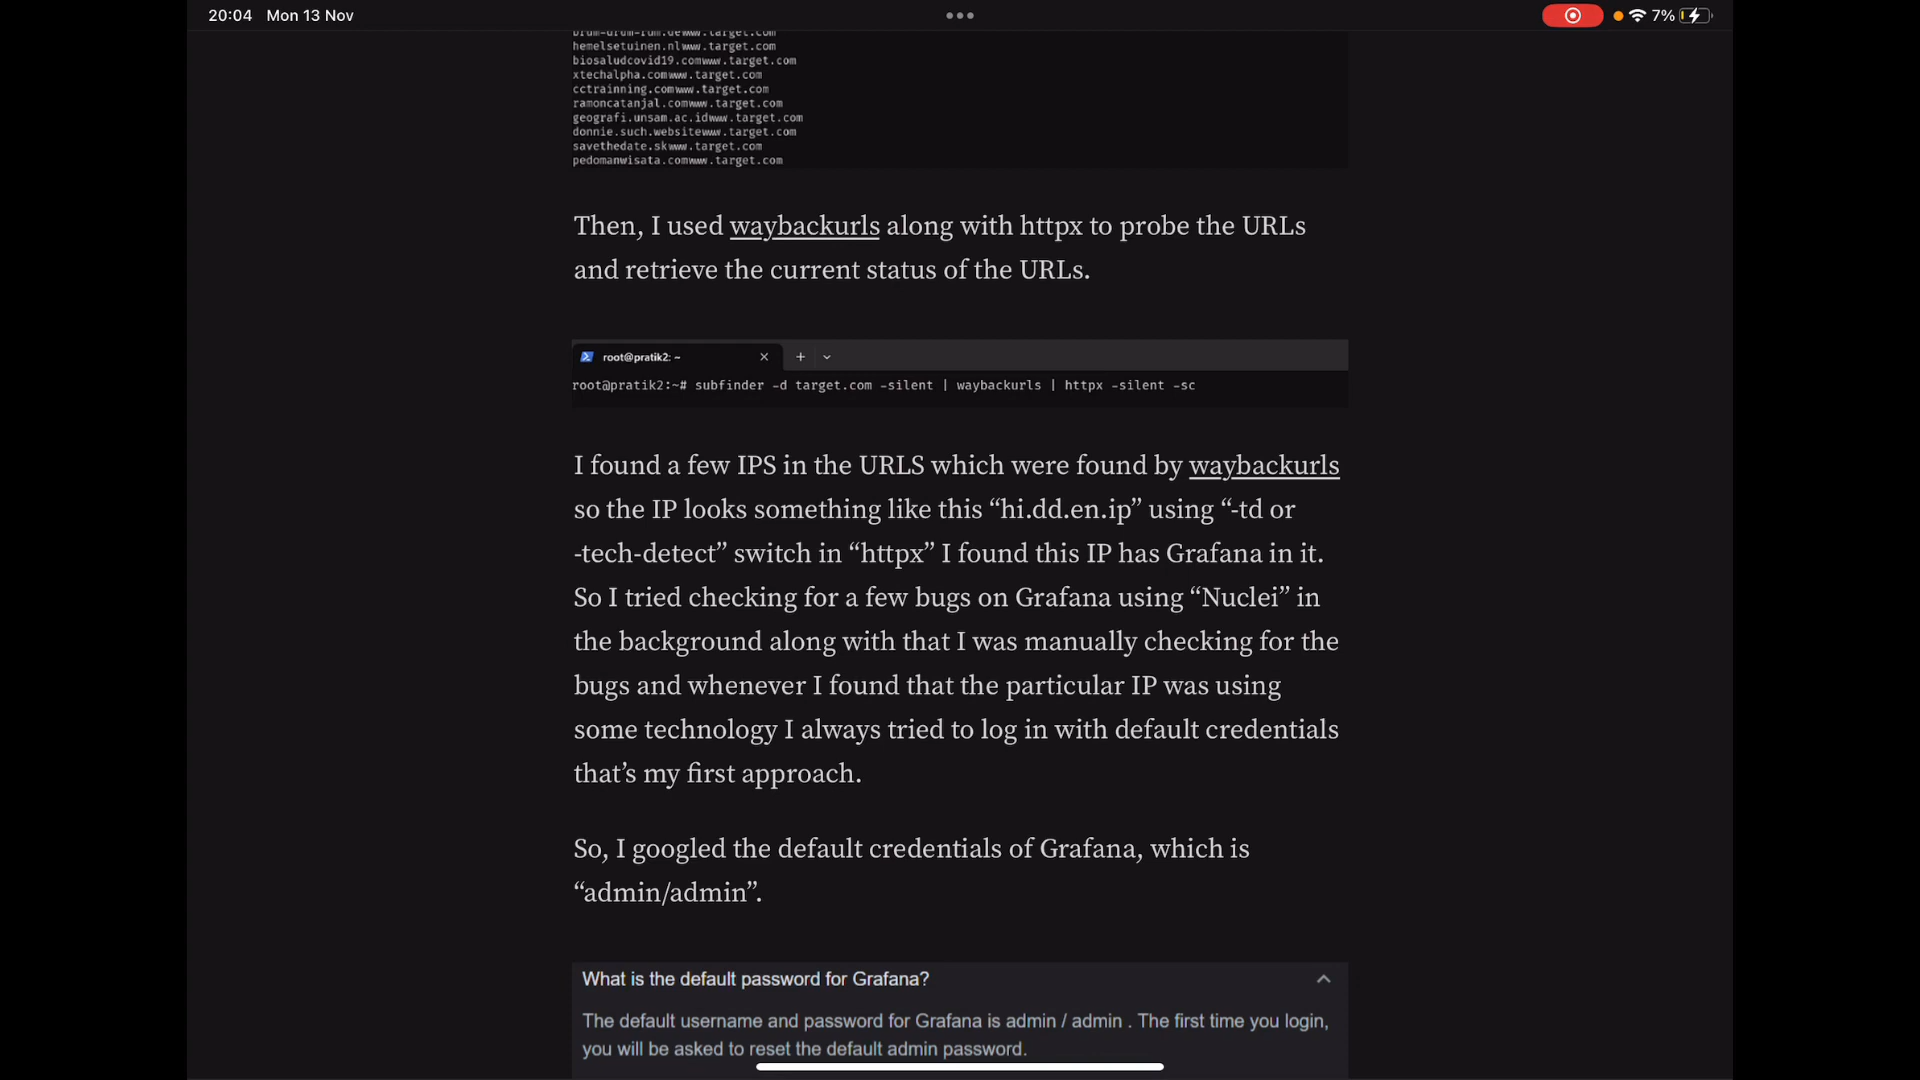 20:04 Mon 13 Nov
7%
hemelsetuinen.nlwww.target.com
biosaludcovid19.comwww.target.com
xtechalpha.comwww.target.com
cctrainning.comwww.target.com
ramoncatanjal.comwww.target.com
geografi.unsam.ac.idwww.target.com
donnie.such.websitewww.target.com
savethedate.skwww.target.com
pedomanwisata.comwww.target.com
Then, I used waybackurls along with httpx to probe the URLs
and retrieve the current status of the URLs.
root@pratik2: ~
root@pratik2:~# subfinder -d target.com -silent | waybackurls | httpx -silent -sc
I found a few IPS in the URLS which were found by waybackurls
so the IP looks something like this “hi.dd.en.ip” using “-td or
-tech-detect” switch in “httpx” I found this IP has Grafana in it.
So I tried checking for a few bugs on Grafana using “Nuclei” in
the background along with that I was manually checking for the
bugs and whenever I found that the particular IP was using
some technology I always tried to log in with default credentials
that’s my first approach.
So, I googled the default credentials of Grafana, which is
“admin/admin”.
What is the default password for Grafana?
The default username and password for Grafana is admin / admin . The first time you login,
you will be asked to reset the default admin password.